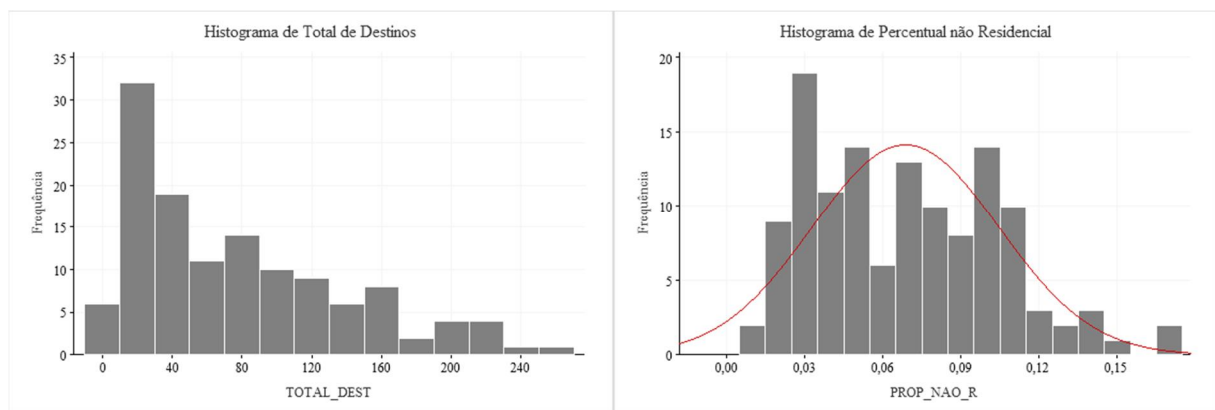 Histograma de Total de Destinos
35
30
25
20
15
10
5
0
Frequência
0 40 80 120 160 200 240
TOTAL_DEST
Histograma de Percentual não Residencial
20
15
10
5
0
Frequência
0,00 0,03 0,06 0,09 0,12 0,15
PROP_NAO_R